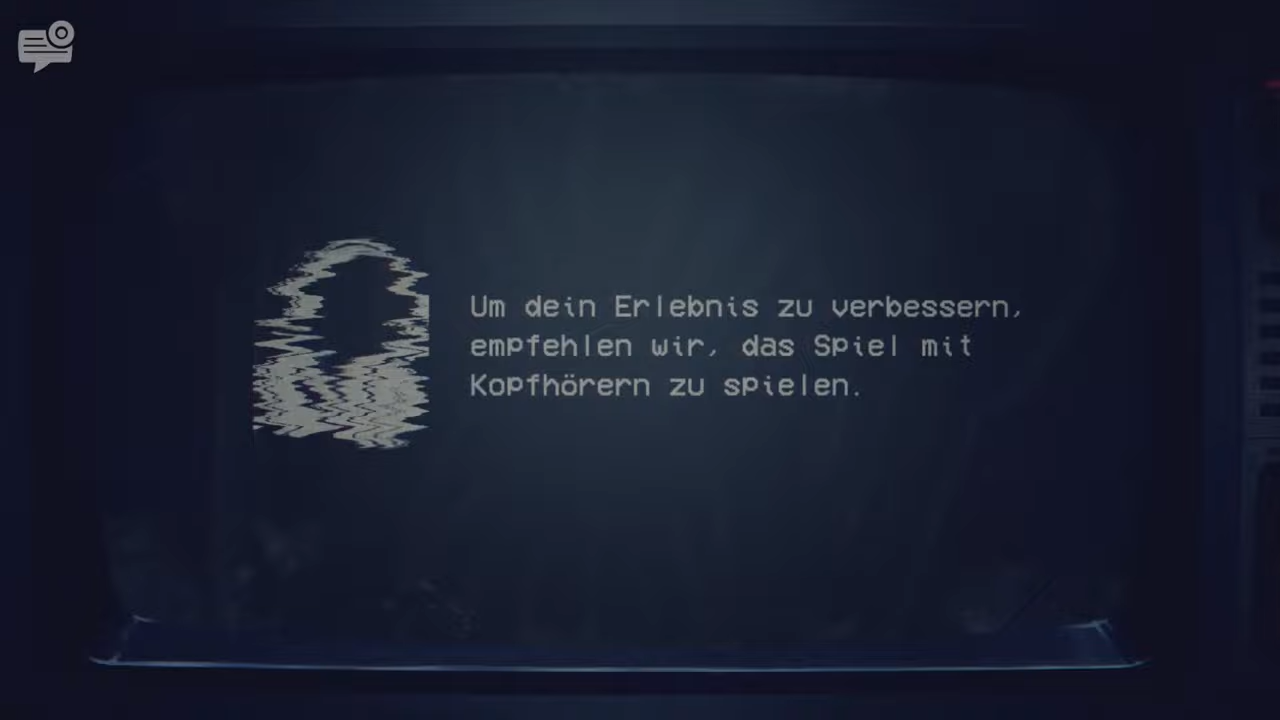 Um dein Erlebnis zu verbessern,
empfehlen wir, das Spiel mit
Kopfhörern zu spielen.